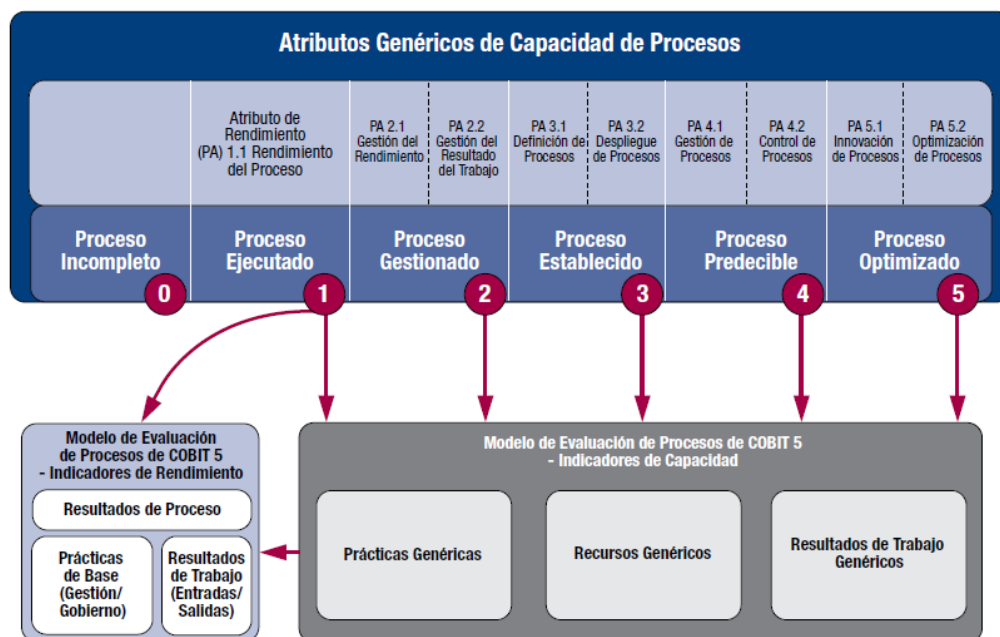 Atributos Genéricos de Capacidad de Procesos
Atributo de
Rendimiento
(PA) 1.1 Rendimiento
del Proceso
PA 2.1
Gestión del
Rendimiento
PA 2.2
Gestión del
Resultado
del Trabajo
PA 3.1
Definición de
Procesos
PA 3.2
Despliegue
de Procesos
PA 4.1
Gestión de
Procesos
PA 4.2
Control de
Procesos
PA 5.1
Innovación
de Procesos
PA 5.2
Optimización
de Procesos
Proceso
Incompleto
0
Proceso
Ejecutado
1
Proceso
Gestionado
2
Proceso
Establecido
3
Proceso
Predecible
4
Proceso
Optimizado
5
Modelo de Evaluación
de Procesos de COBIT 5
- Indicadores de Rendimiento
Resultados de Proceso
Prácticas
de Base
(Gestión/
Gobierno)
Resultados
de Trabajo
(Entradas/
Salidas)
Modelo de Evaluación de Procesos de COBIT 5
- Indicadores de Capacidad
Prácticas Genéricas
Recursos Genéricos
Resultados de Trabajo
Genéricos